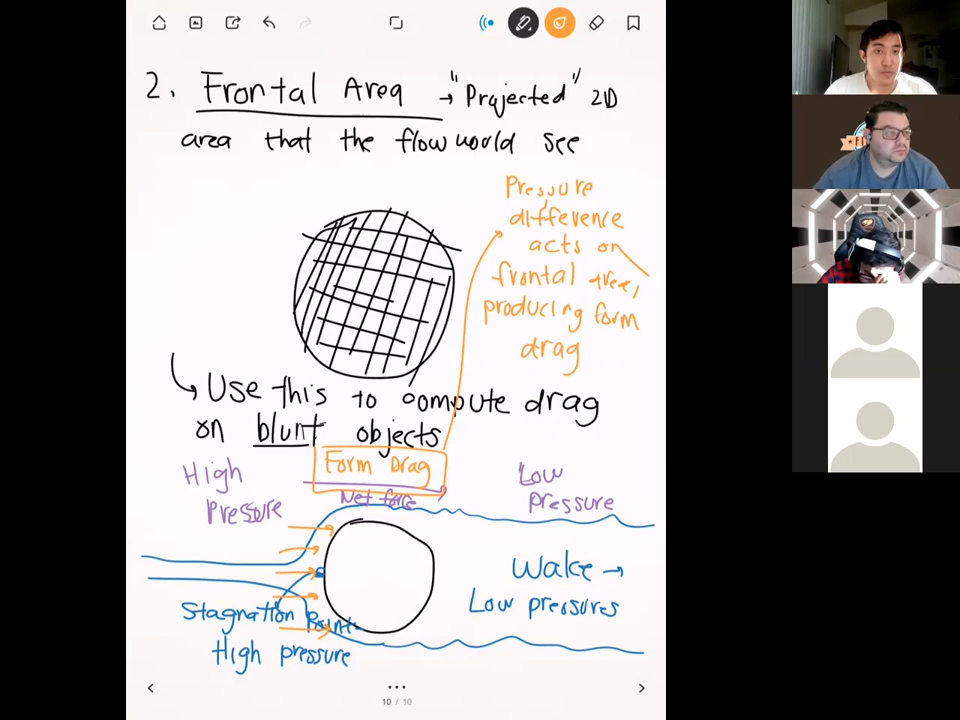 2. Frontal Area → "Projected" 2D
area that the flow would see
Pressure
difference
acts on
frontal area,
producing form
drag
↳ Use this to compute drag
on blunt objects
Form Drag
High
Pressure
Net force
Low
Pressure
Wake →
Low pressures
Stagnation Point
High pressure
10 / 10